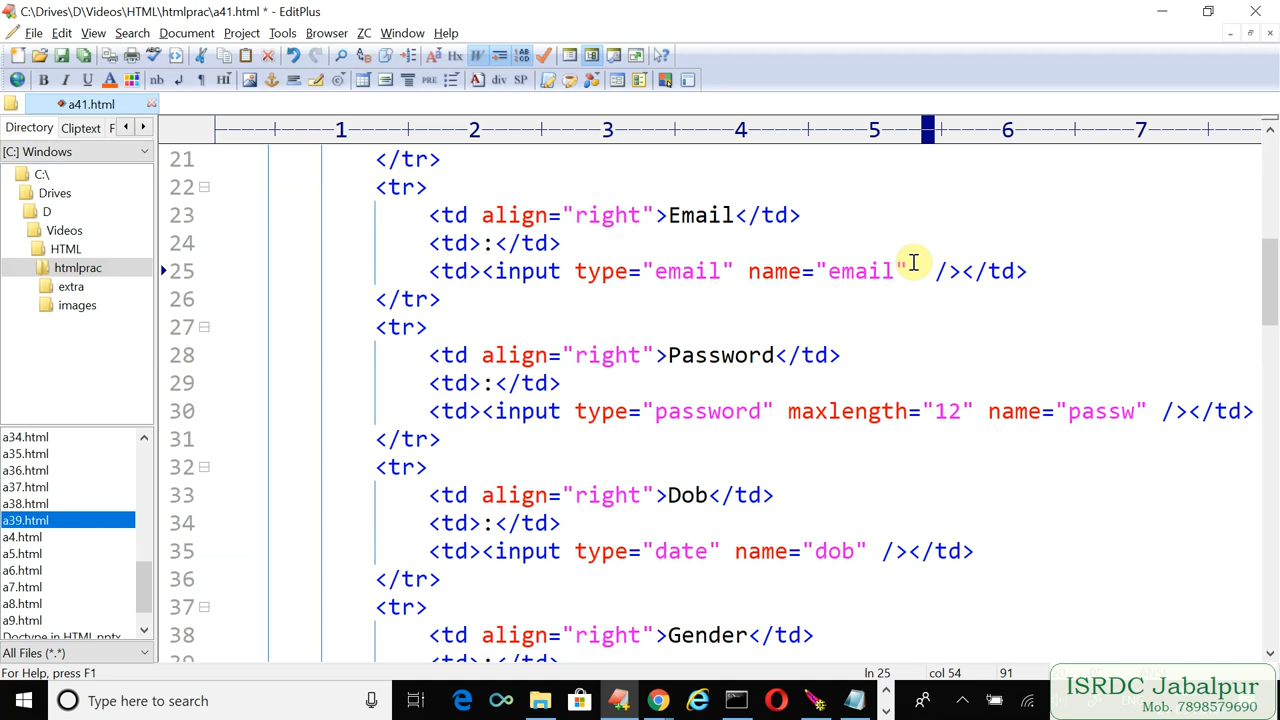 C:\Drives\D\Videos\HTML\htmlprac\a41.html * - EditPlus
File Edit View Search Document Project Tools Browser ZC Window Help
a41.html
Directory Cliptext F
[C:] Windows
C:\
Drives
D
Videos
HTML
htmlprac
extra
images
a34.html
a35.html
a36.html
a37.html
a38.html
a39.html
a4.html
a5.html
a6.html
a7.html
a8.html
a9.html
Doctype in HTML.pptx
All Files (*.*)
1 2 3 4 5 6 7
21 </tr>
22 <tr>
23 <td align="right">Email</td>
24 <td>:</td>
25 <td><input type="email" name="email" /></td>
26 </tr>
27 <tr>
28 <td align="right">Password</td>
29 <td>:</td>
30 <td><input type="password" maxlength="12" name="passw" /></td>
31 </tr>
32 <tr>
33 <td align="right">Dob</td>
34 <td>:</td>
35 <td><input type="date" name="dob" /></td>
36 </tr>
37 <tr>
38 <td align="right">Gender</td>
39 <td>:</td>
For Help, press F1
ln 25 col 54 91
Type here to search
ISRDC Jabalpur
Mob. 7898579690